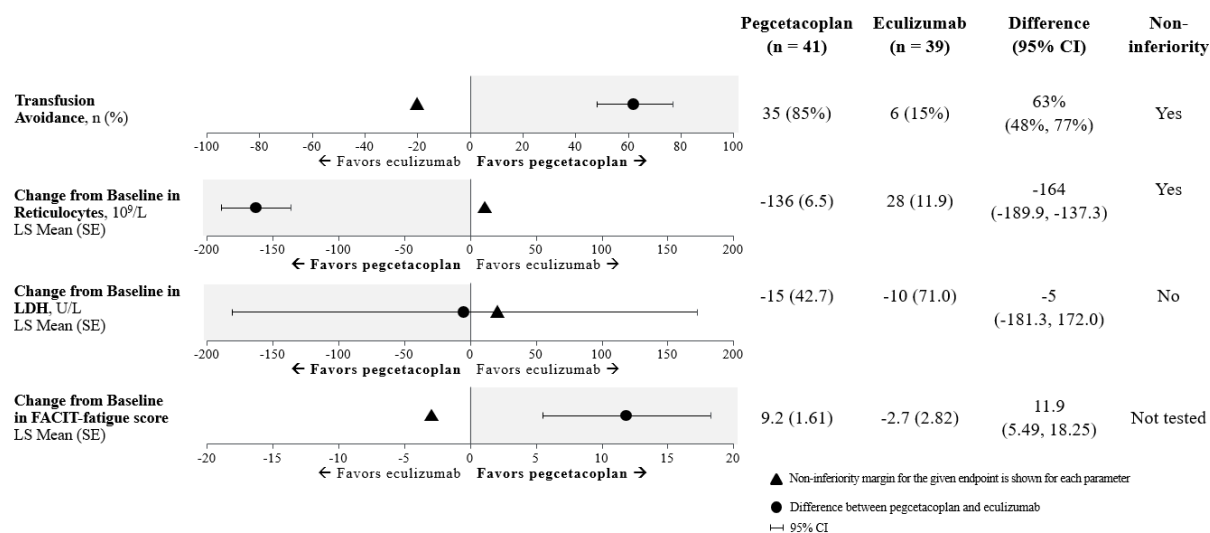 Pegcetacoplan Eculizumab Difference Non-
(n = 41) (n = 39) (95% CI) inferiority
Transfusion
Avoidance, n (%)
35 (85%) 6 (15%) 63%
(48%, 77%) Yes
-100 -80 -60 -40 -20 0 20 40 60 80 100
← Favors eculizumab Favors pegcetacoplan →
Change from Baseline in
Reticulocytes, 10⁹/L
LS Mean (SE)
-136 (6.5) 28 (11.9) -164
(-189.9, -137.3) Yes
-200 -150 -100 -50 0 50 100 150 200
← Favors pegcetacoplan Favors eculizumab →
Change from Baseline in
LDH, U/L
LS Mean (SE)
-15 (42.7) -10 (71.0) -5
(-181.3, 172.0) No
-200 -150 -100 -50 0 50 100 150 200
← Favors pegcetacoplan Favors eculizumab →
Change from Baseline
in FACIT-fatigue score
LS Mean (SE)
9.2 (1.61) -2.7 (2.82) 11.9
(5.49, 18.25) Not tested
-20 -15 -10 -5 0 5 10 15 20
← Favors eculizumab Favors pegcetacoplan →
▲ Non-inferiority margin for the given endpoint is shown for each parameter
● Difference between pegcetacoplan and eculizumab
95% CI